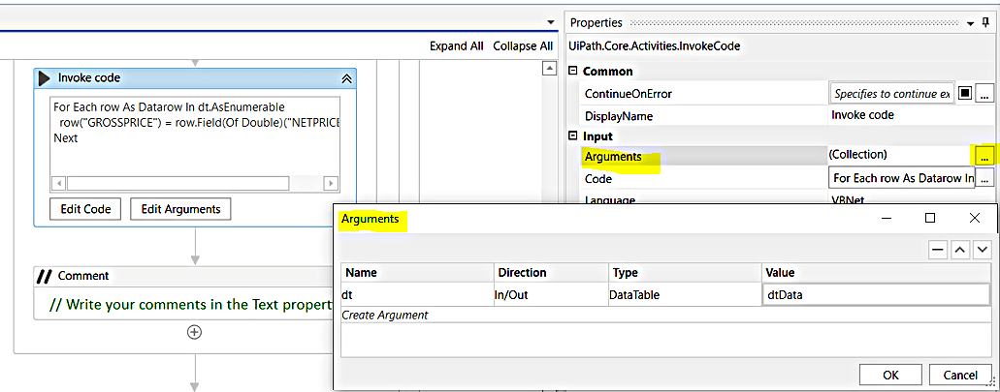 Properties
Expand All Collapse All
UiPath.Core.Activities.InvokeCode
Common
ContinueOnError Specifies to continue ex ...
DisplayName Invoke code
Input
Arguments (Collection) ...
Code For Each row As Datarow In ...
Language VBNet
Invoke code
For Each row As Datarow In dt.AsEnumerable
row("GROSSPRICE") = row.Field(Of Double)("NETPRICE
Next
Edit Code Edit Arguments
// Comment
// Write your comments in the Text property
Arguments
Name Direction Type Value
dt In/Out DataTable dtData
Create Argument
OK Cancel